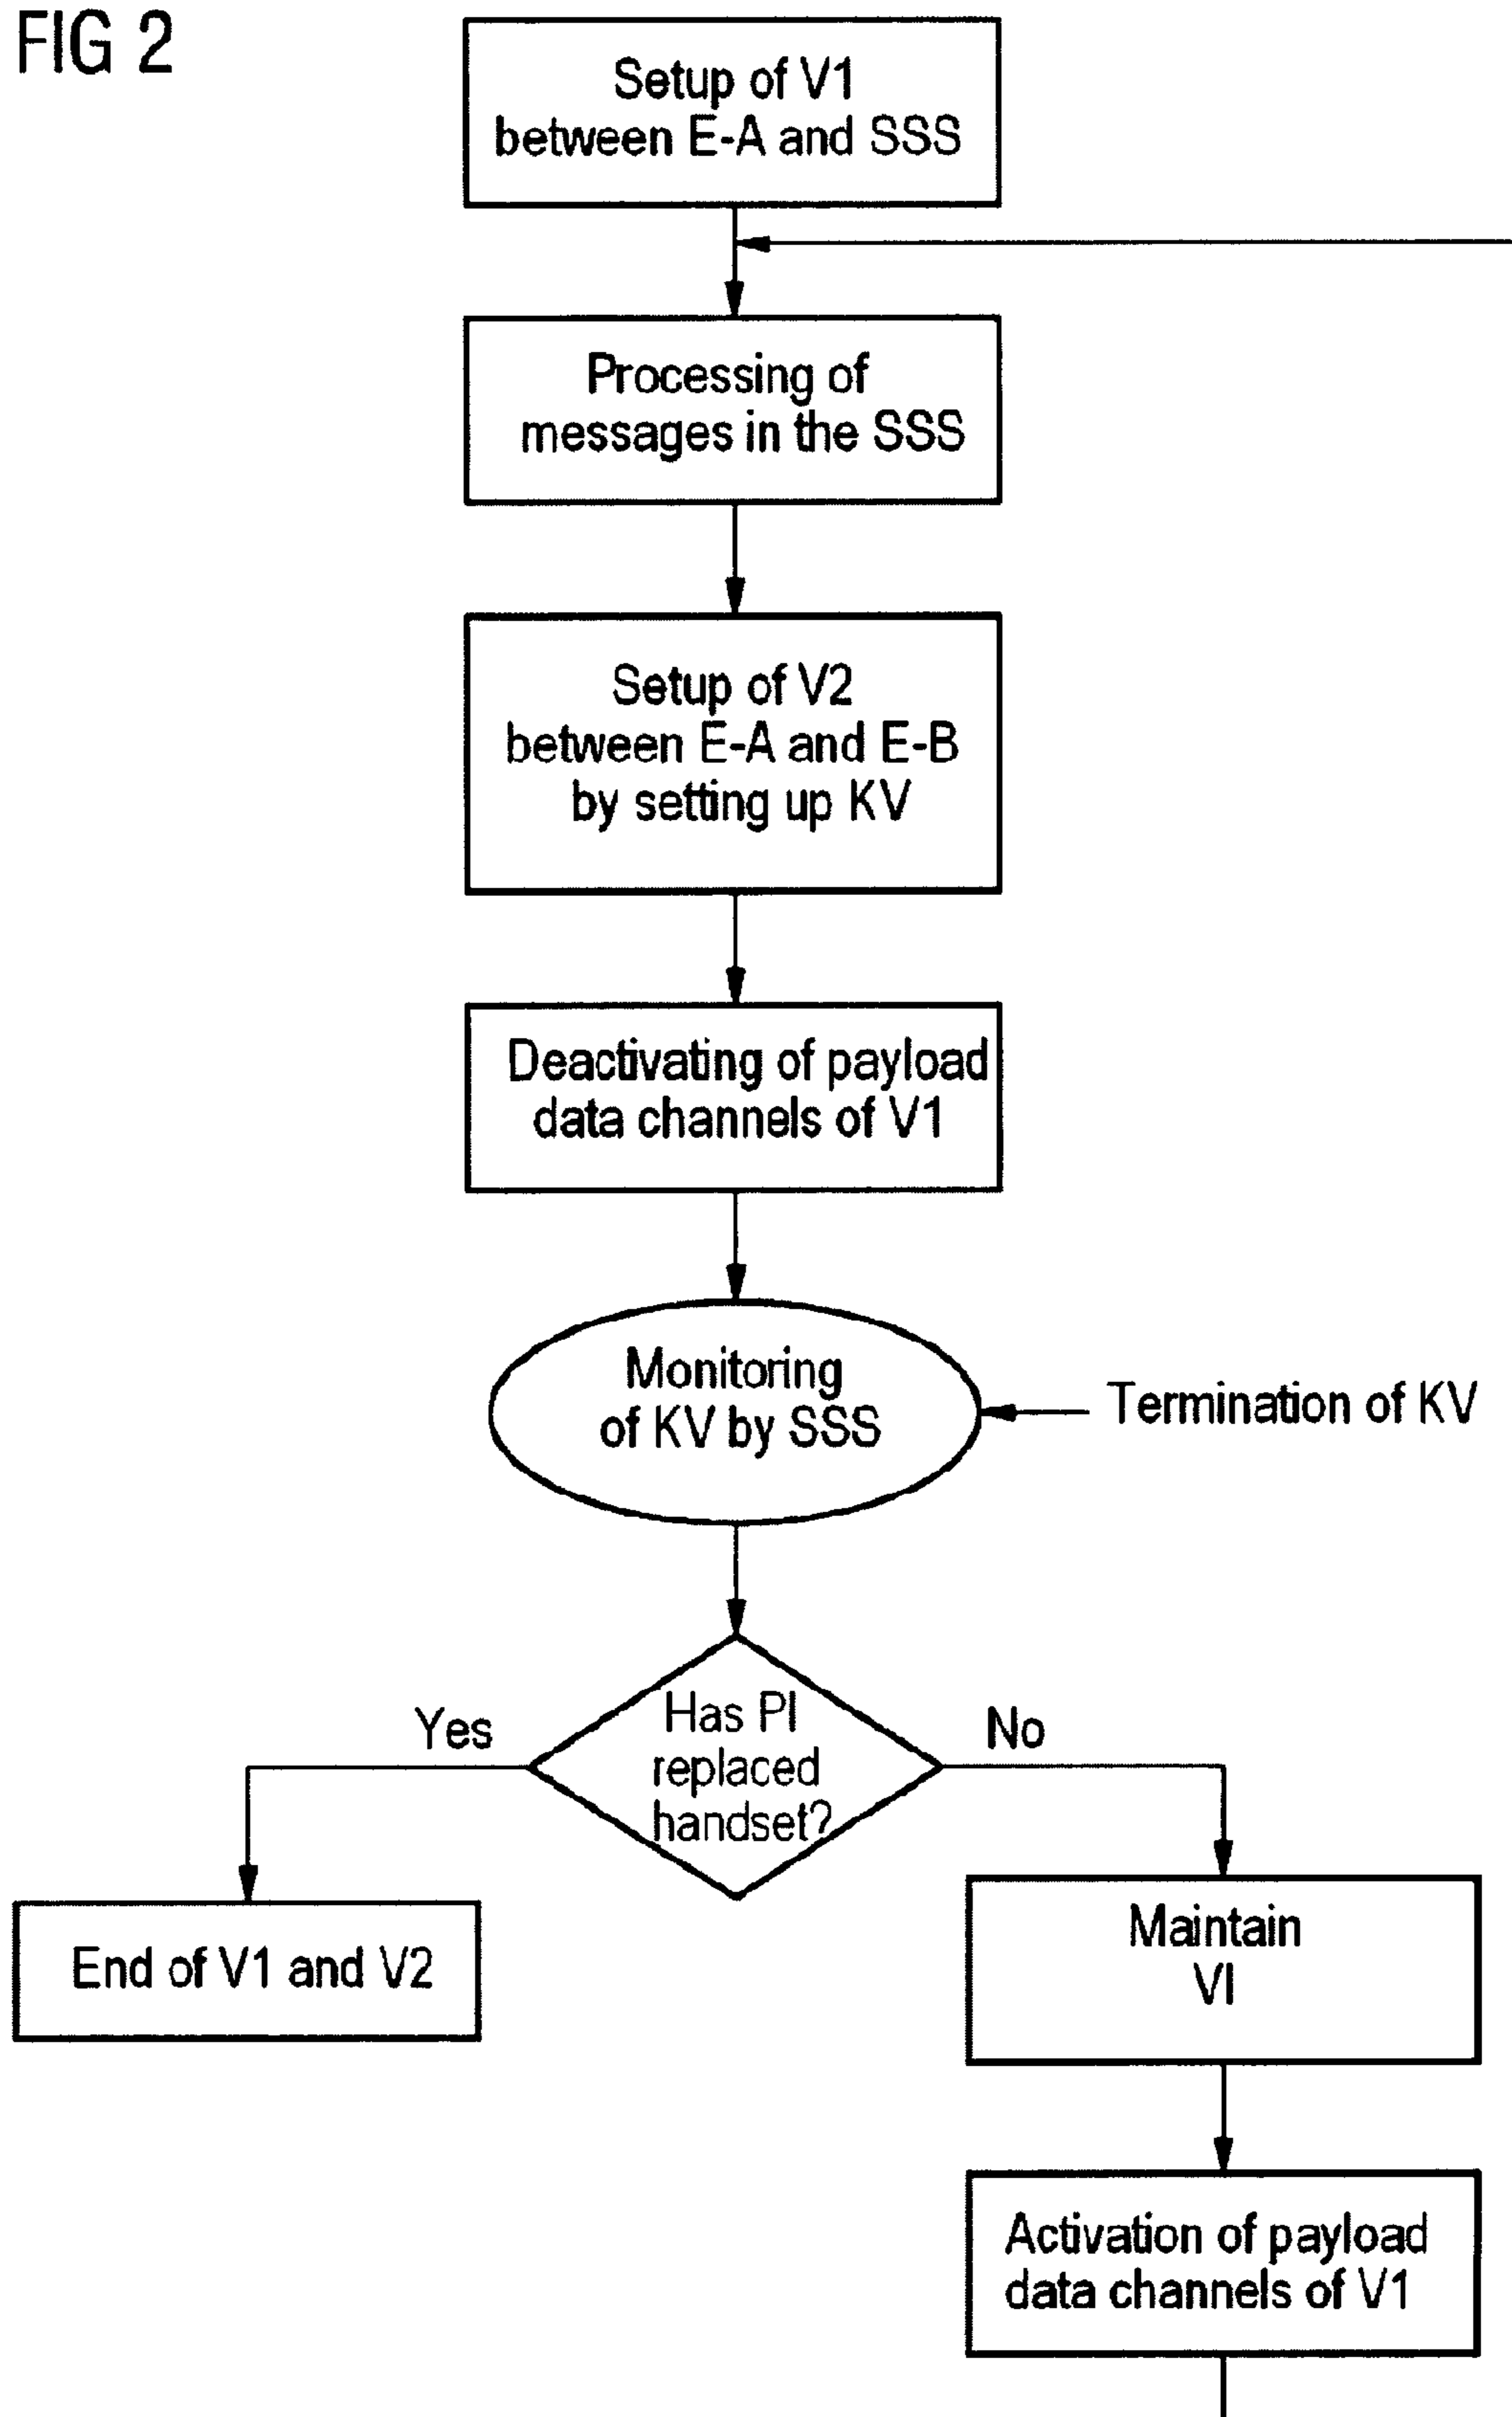 FIG 2
Setup of V1
between E-A and SSS
Processing of
messages in the SSS
Setup of V2
between E-A and E-B
by setting up KV
Deactivating of payload
data channels of V1
Monitoring
of KV by SSS
Termination of KV
Has PI
replaced
handset?
Yes
No
End of V1 and V2
Maintain
VI
Activation of payload
data channels of V1